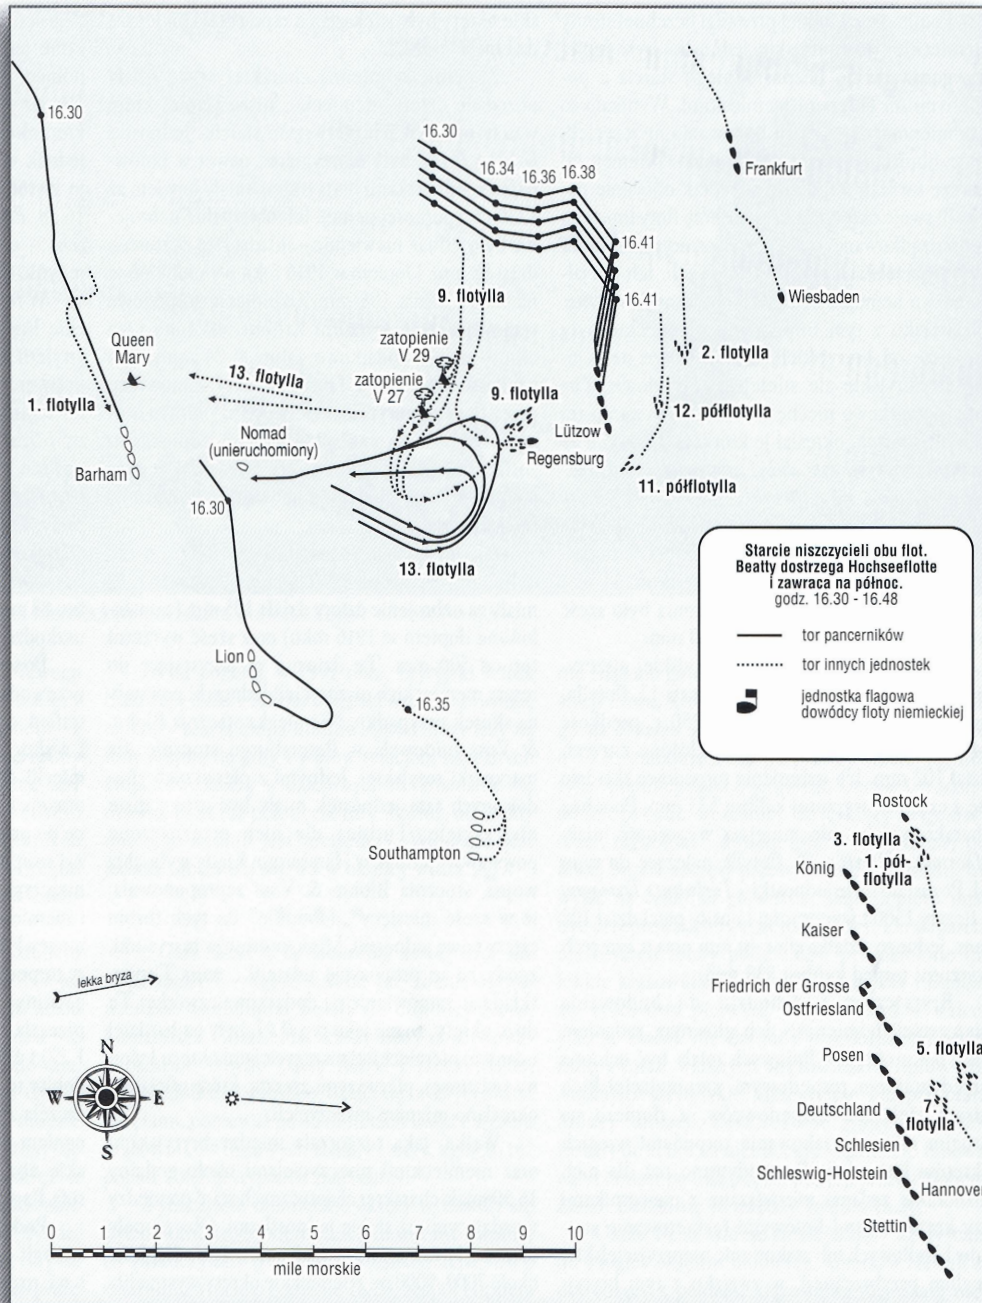 16.30
16.30
16.34
16.36
16.38
16.41
16.41
Frankfurt
Wiesbaden
9. flotylla
2. flotylla
zatopienie
V 29
zatopienie
V 27
Queen
Mary
13. flotylla
9. flotylla
12. półflotylla
1. flotylla
Nomad
(unieruchomiony)
Lützow
Regensburg
11. półflotylla
Barham
16.30
13. flotylla
Starcie niszczycieli obu flot.
Beatty dostrzega Hochseeflotte
i zawraca na północ.
godz. 16.30 - 16.48
tor pancerników
tor innych jednostek
jednostka flagowa
dowódcy floty niemieckiej
Lion
16.35
Southampton
Rostock
3. flotylla
1. pół-
flotylla
König
Kaiser
lekka bryza
Friedrich der Grosse
Ostfriesland
Posen
5. flotylla
Deutschland
7.
flotylla
Schlesien
Schleswig-Holstein
Hannover
Stettin
N
W
E
S
0 1 2 3 4 5 6 7 8 9 10
mile morskie